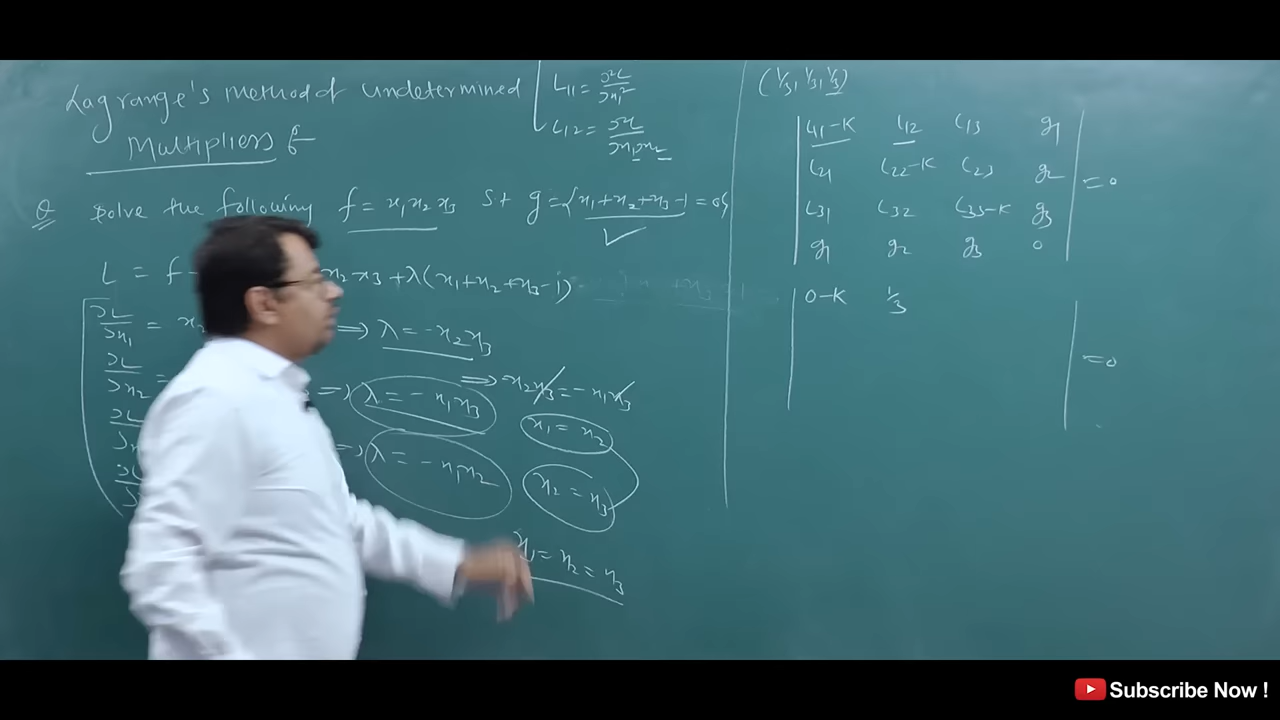 Lagrange's method of undetermined
Multipliers :-
L₁₁ = ∂²L/∂x₁²
L₁₂ = ∂²L/∂x₁∂x₂
Q Solve the following f = x₁x₂x₃ s.t g = {x₁+x₂+x₃-1=0}
L = f x₂x₃+λ(x₁+x₂+x₃-1)
∂L/∂x₁ = x₂ ⇒ λ = -x₂x₃
∂L/∂x₂ = ⇒ λ = -x₁x₃
⇒ λ = -x₁x₂
⇒ -x₂x₃ = -x₁x₃
x₁ = x₂
x₂ = x₃
x₁ = x₂ = x₃
(1/3, 1/3, 1/3)
L₁₁-K L₁₂ L₁₃ g₁
L₂₁ L₂₂-K L₂₃ g₂ = 0
L₃₁ L₃₂ L₃₃-K g₃
g₁ g₂ g₃ 0
0-K 1/3
= 0
Subscribe Now !